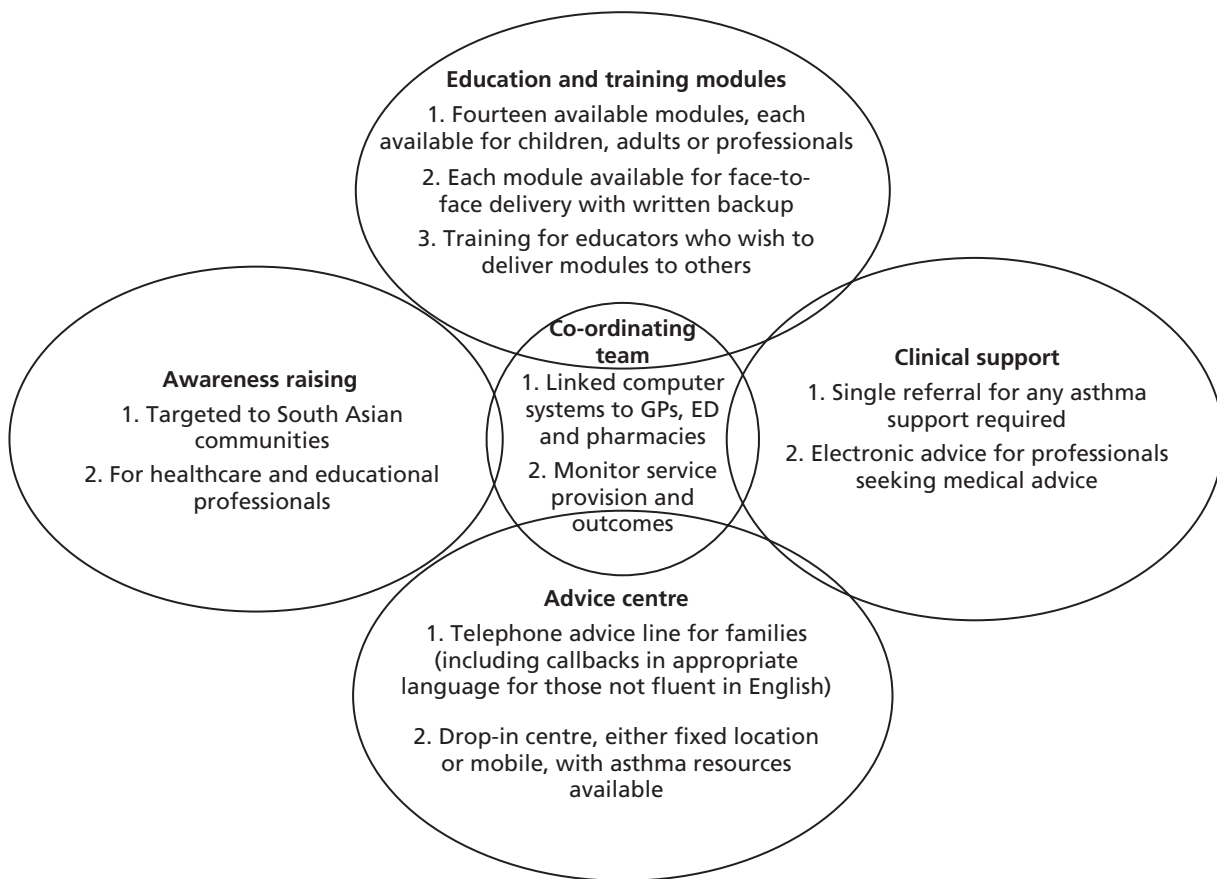 Education and training modules
1. Fourteen available modules, each
available for children, adults or professionals
2. Each module available for face-to-
face delivery with written backup
3. Training for educators who wish to
deliver modules to others
Awareness raising
1. Targeted to South Asian
communities
2. For healthcare and educational
professionals
Co-ordinating
team
1. Linked computer
systems to GPs, ED
and pharmacies
2. Monitor service
provision and
outcomes
Clinical support
1. Single referral for any asthma
support required
2. Electronic advice for professionals
seeking medical advice
Advice centre
1. Telephone advice line for families
(including callbacks in appropriate
language for those not fluent in English)
2. Drop-in centre, either fixed location
or mobile, with asthma resources
available